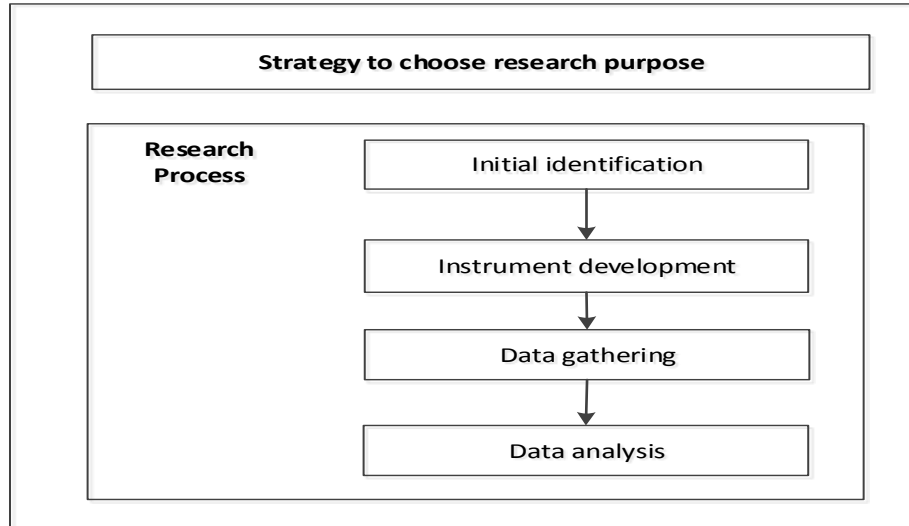 Strategy to choose research purpose
Research
Process
Initial identification
Instrument development
Data gathering
Data analysis